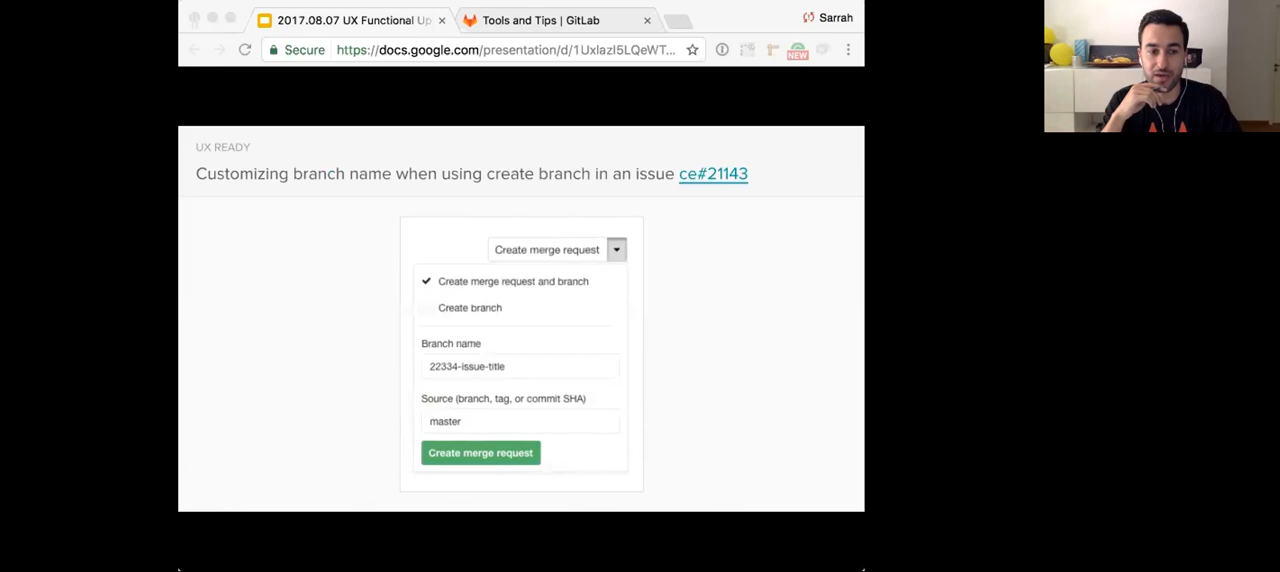 2017.08.07 UX Functional Up
Tools and Tips | GitLab
Sarrah
Secure
https://docs.google.com/presentation/d/1UxlazI5LQeWT...
NEW
UX READY
Customizing branch name when using create branch in an issue ce#21143
Create merge request
Create merge request and branch
Create branch
Branch name
22334-issue-title
Source (branch, tag, or commit SHA)
master
Create merge request